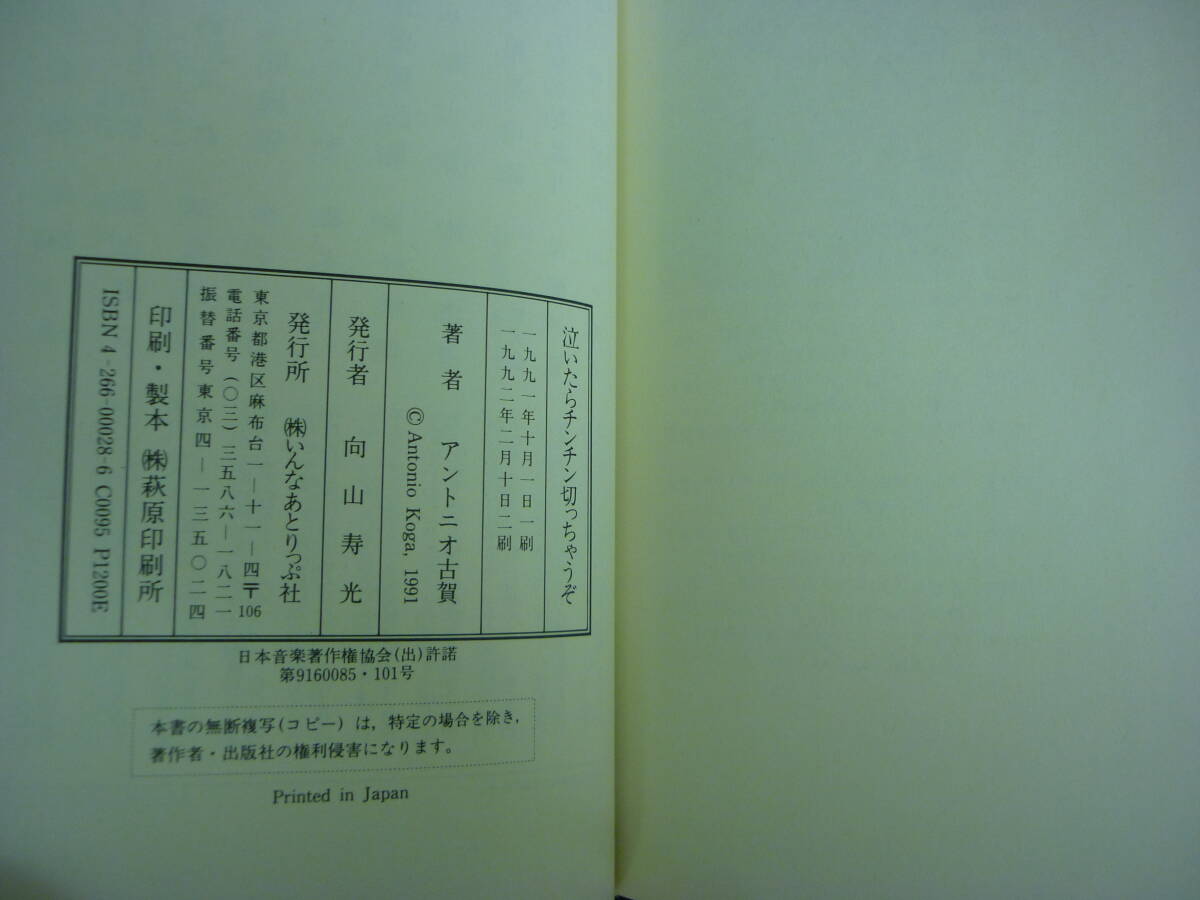 泣いたらチンチン切っちゃうぞ
一九九一年十月一日一刷
一九九二年二月十日二刷
著者 アントニオ古賀
© Antonio Koga, 1991
発行者 向山寿光
発行所 ㈱いんなあとりっぷ社
東京都港区麻布台一―十一―四〒106
電話番号(〇三)三五八六―一八二一
振替番号東京四―一三五〇二四
印刷・製本 ㈱萩原印刷所
ISBN4-266-00028-6 C0095 P1200E
日本音楽著作権協会(出)許諾
第9160085・101号
本書の無断複写(コピー)は,特定の場合を除き,
著作者・出版社の権利侵害になります。
Printed in Japan